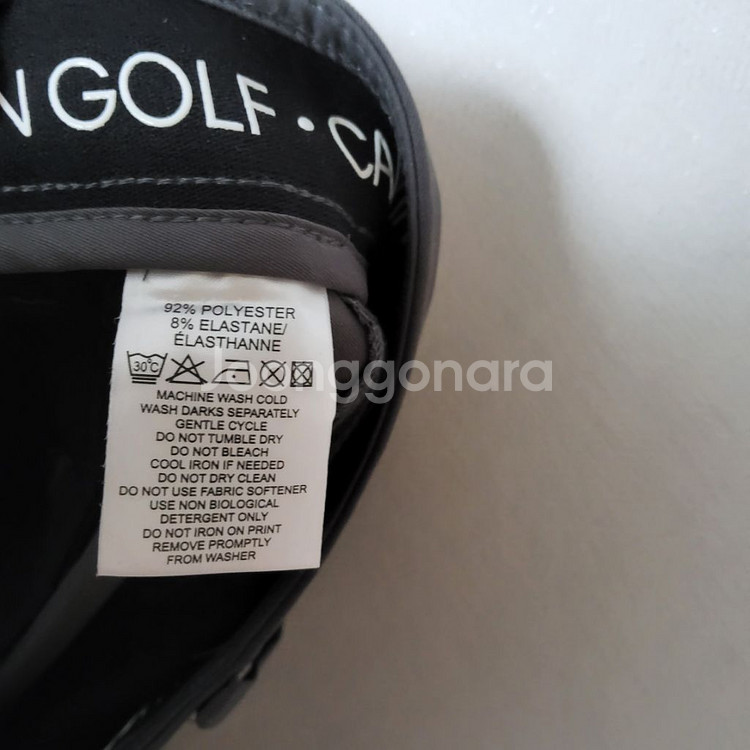 GOLF • CA
92% POLYESTER
8% ELASTANE/
ÉLASTHANNE
30°C
Joonggonara
MACHINE WASH COLD
WASH DARKS SEPARATELY
GENTLE CYCLE
DO NOT TUMBLE DRY
DO NOT BLEACH
COOL IRON IF NEEDED
DO NOT DRY CLEAN
DO NOT USE FABRIC SOFTENER
USE NON BIOLOGICAL
DETERGENT ONLY
DO NOT IRON ON PRINT
REMOVE PROMPTLY
FROM WASHER